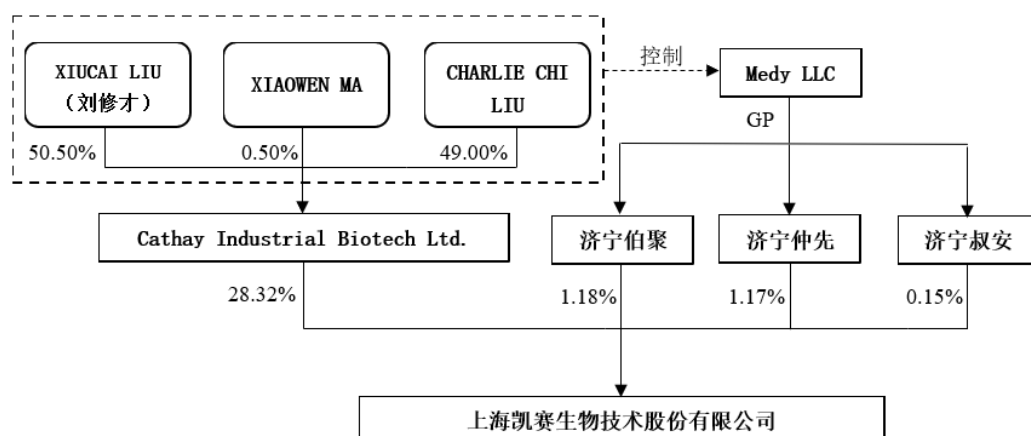 XIUCAI LIU
（刘修才）
XIAOWEN MA
CHARLIE CHI
LIU
控制
Medy LLC
GP
50.50%
0.50%
49.00%
Cathay Industrial Biotech Ltd.
济宁伯聚
济宁仲先
济宁叔安
28.32%
1.18%
1.17%
0.15%
上海凯赛生物技术股份有限公司